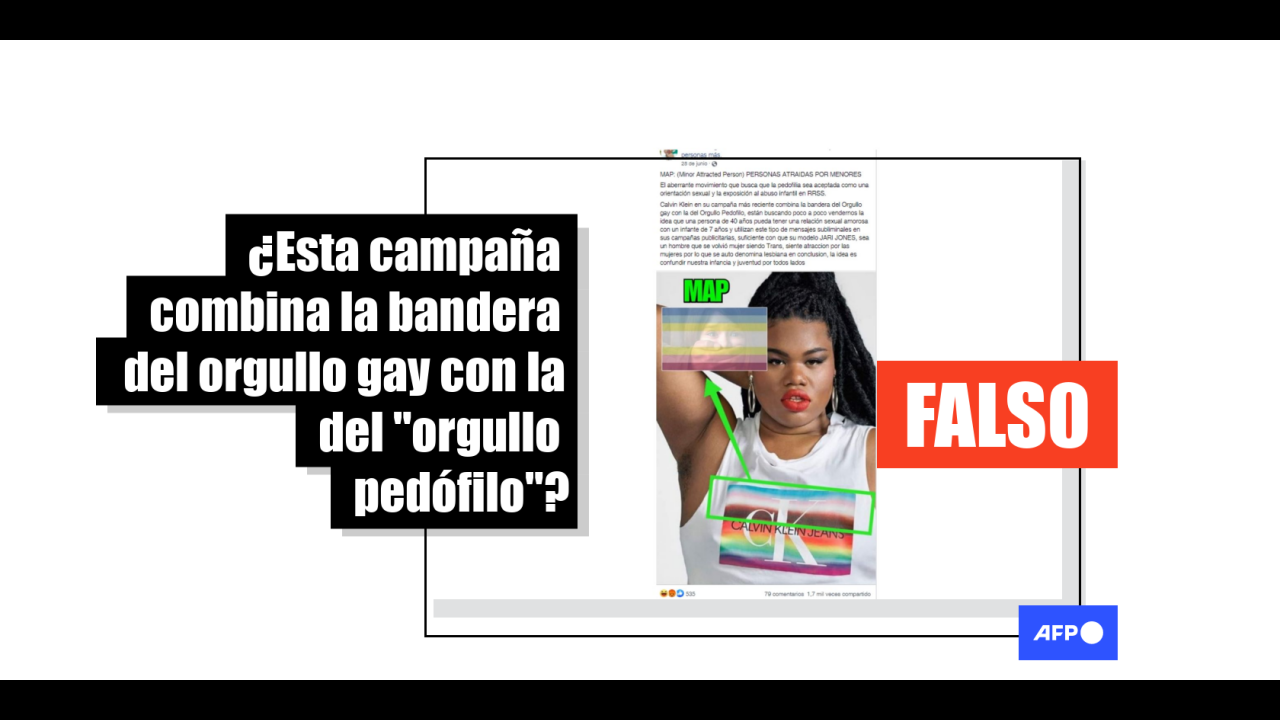 ¿Esta campaña
combina la bandera
del orgullo gay con la
del "orgullo
pedófilo"?
personas más
28 de junio
MAP: (Minor Attracted Person) PERSONAS ATRAIDAS POR MENORES
El aberrante movimiento que busca que la pedofilia sea aceptada como una
orientación sexual y la exposición al abuso infantil en RRSS.
Calvin Klein en su campaña más reciente combina la bandera del Orgullo
gay con la del Orgullo Pedofilo, están buscando poco a poco vendernos la
idea que una persona de 40 años pueda tener una relación sexual amorosa
con un infante de 7 años y utilizan este tipo de mensajes subliminales en
sus campañas publicitarias, suficiente con que su modelo JARI JONES, sea
un hombre que se volvió mujer siendo Trans, siente atraccion por las
mujeres por lo que se auto denomina lesbiana en conclusion, la idea es
confundir nuestra infancia y juventud por todos lados
MAP
CK
CALVIN KLEIN JEANS
535
79 comentarios 1,7 mil veces compartido
FALSO
AFP